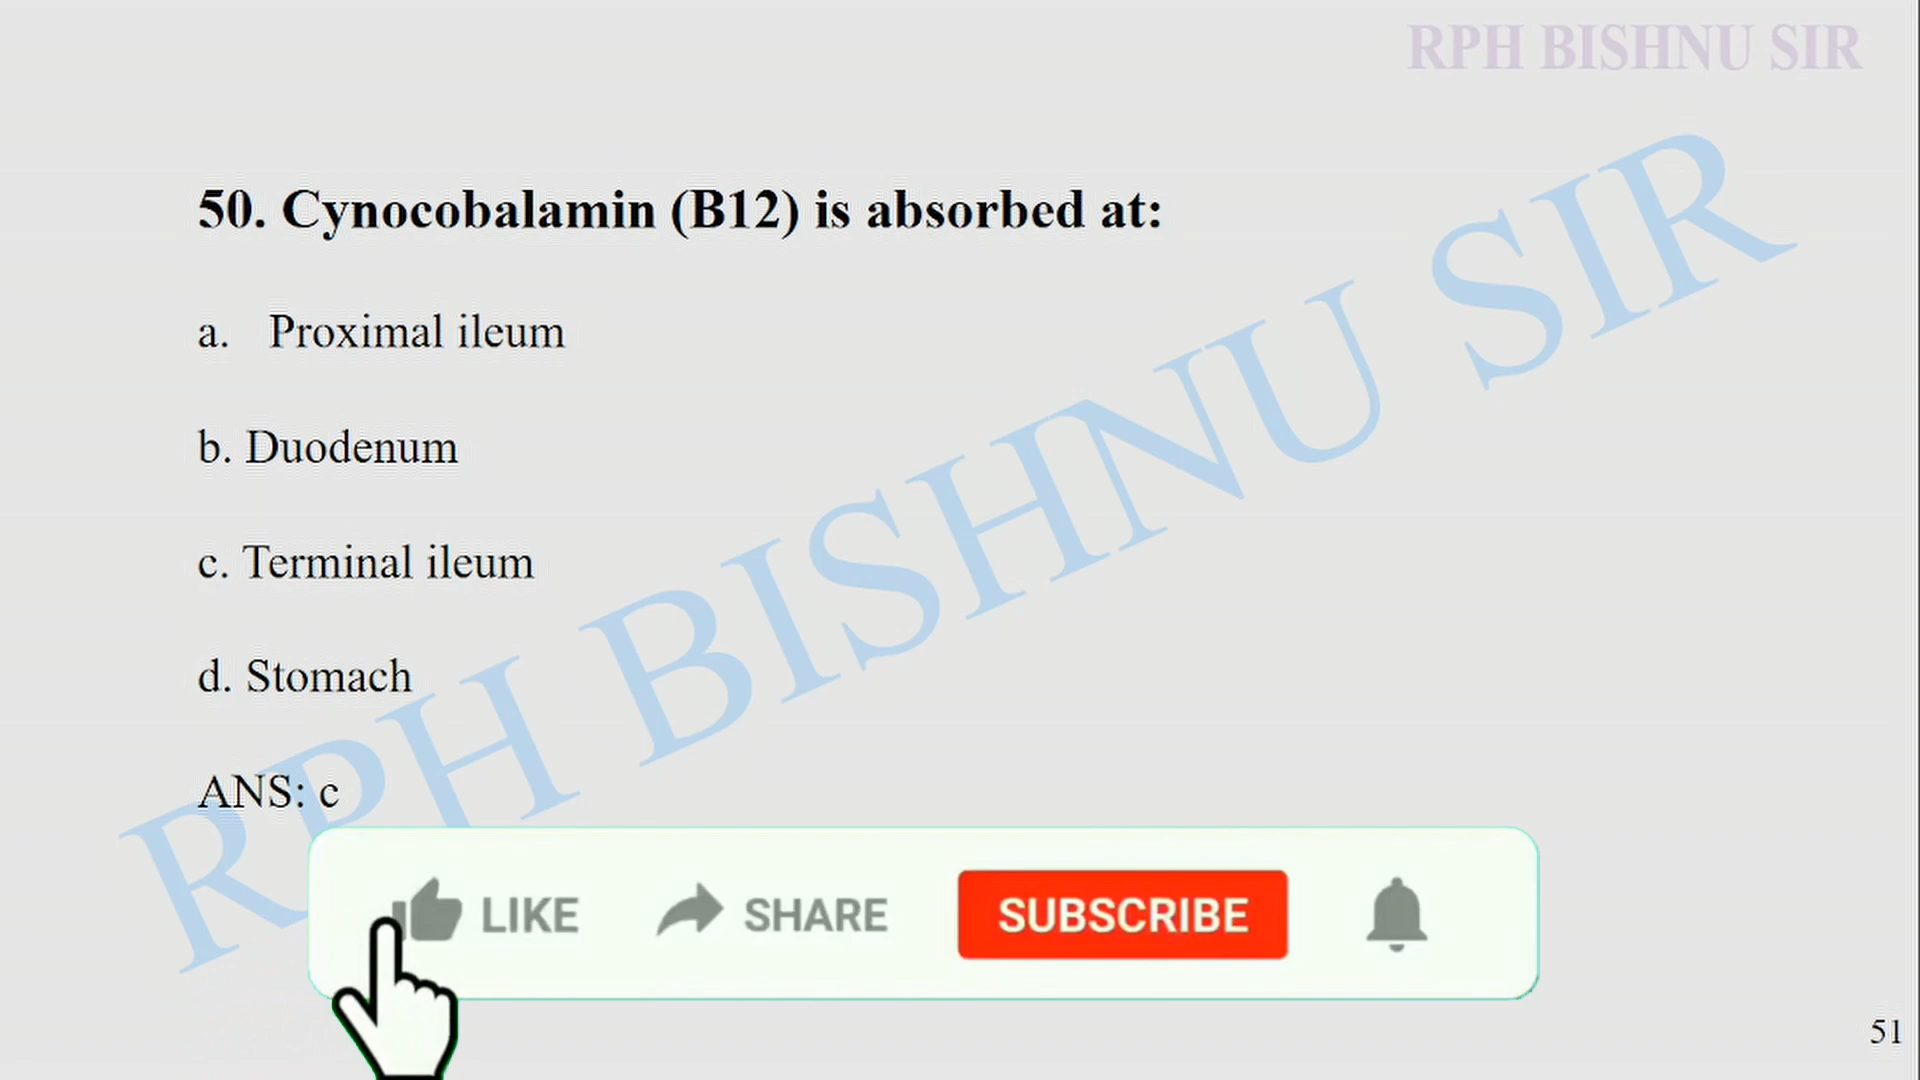 RPH BISHNU SIR
50. Cynocobalamin (B12) is absorbed at:
a. Proximal ileum
b. Duodenum
c. Terminal ileum
d. Stomach
ANS: c
RPH BISHNU SIR
LIKE SHARE SUBSCRIBE
51